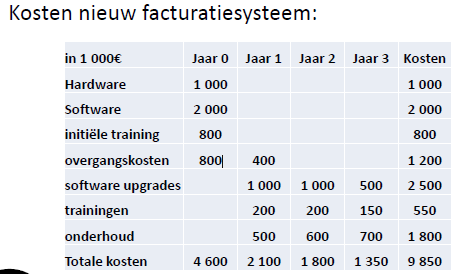 Kosten nieuw facturatiesysteem:
in 1 000€ Jaar 0 Jaar 1 Jaar 2 Jaar 3 Kosten
Hardware 1 000 1 000
Software 2 000 2 000
initiële training 800 800
overgangskosten 800 400 1 200
software upgrades 1 000 1 000 500 2 500
trainingen 200 200 150 550
onderhoud 500 600 700 1 800
Totale kosten 4 600 2 100 1 800 1 350 9 850